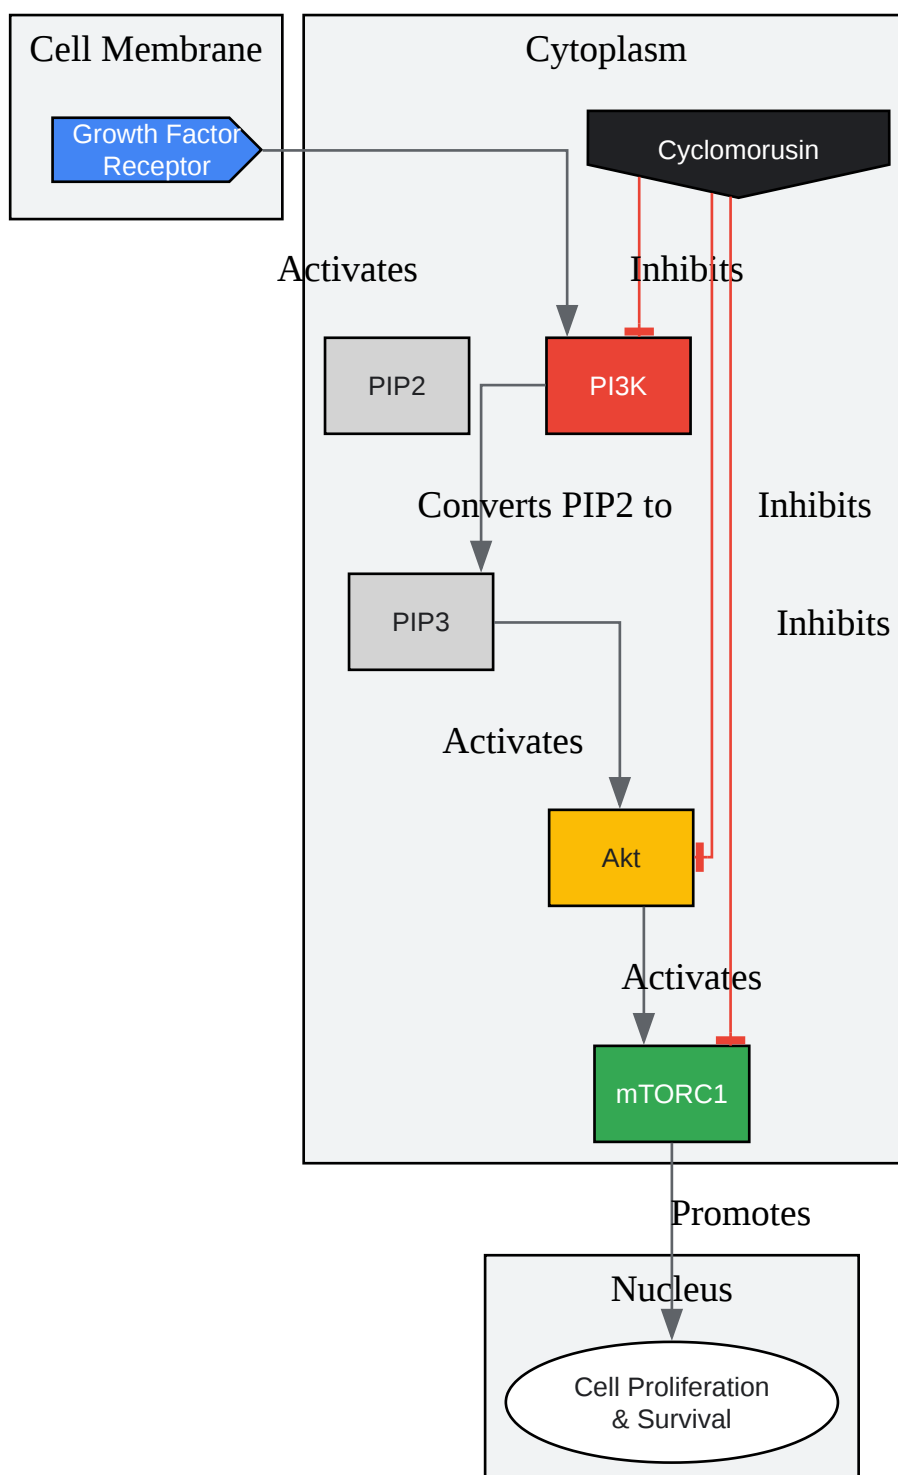 Cell Membrane
Cytoplasm
Growth Factor
Receptor
Cyclomorusin
Activates
Inhibits
PIP2
PI3K
Converts PIP2 to
Inhibits
PIP3
Inhibits
Activates
Akt
Activates
mTORC1
Promotes
Nucleus
Cell Proliferation
& Survival